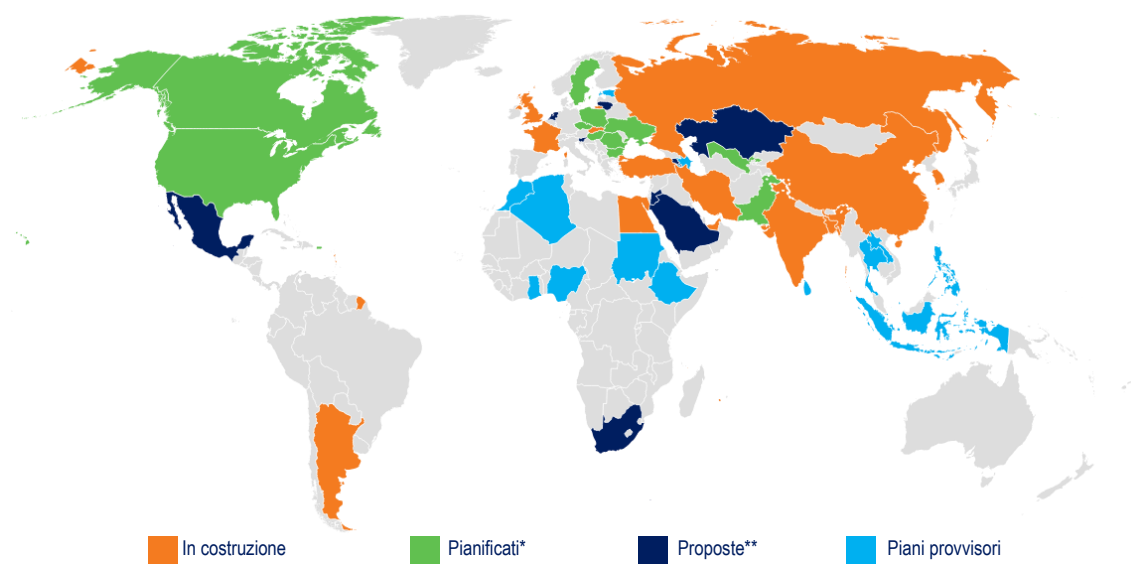 In costruzione
Pianificati*
Proposte**
Piani provvisori